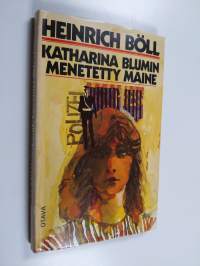 HEINRICH BÖLL
KATHARINA BLUMIN
MENETETTY MAINE
POLIZEI
OTAVA